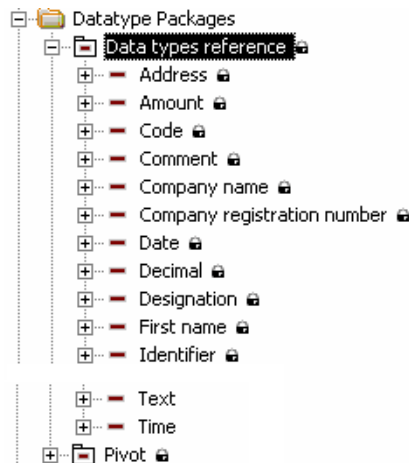 Datatype Packages
Data types reference
Address
Amount
Code
Comment
Company name
Company registration number
Date
Decimal
Designation
First name
Identifier
Text
Time
Pivot